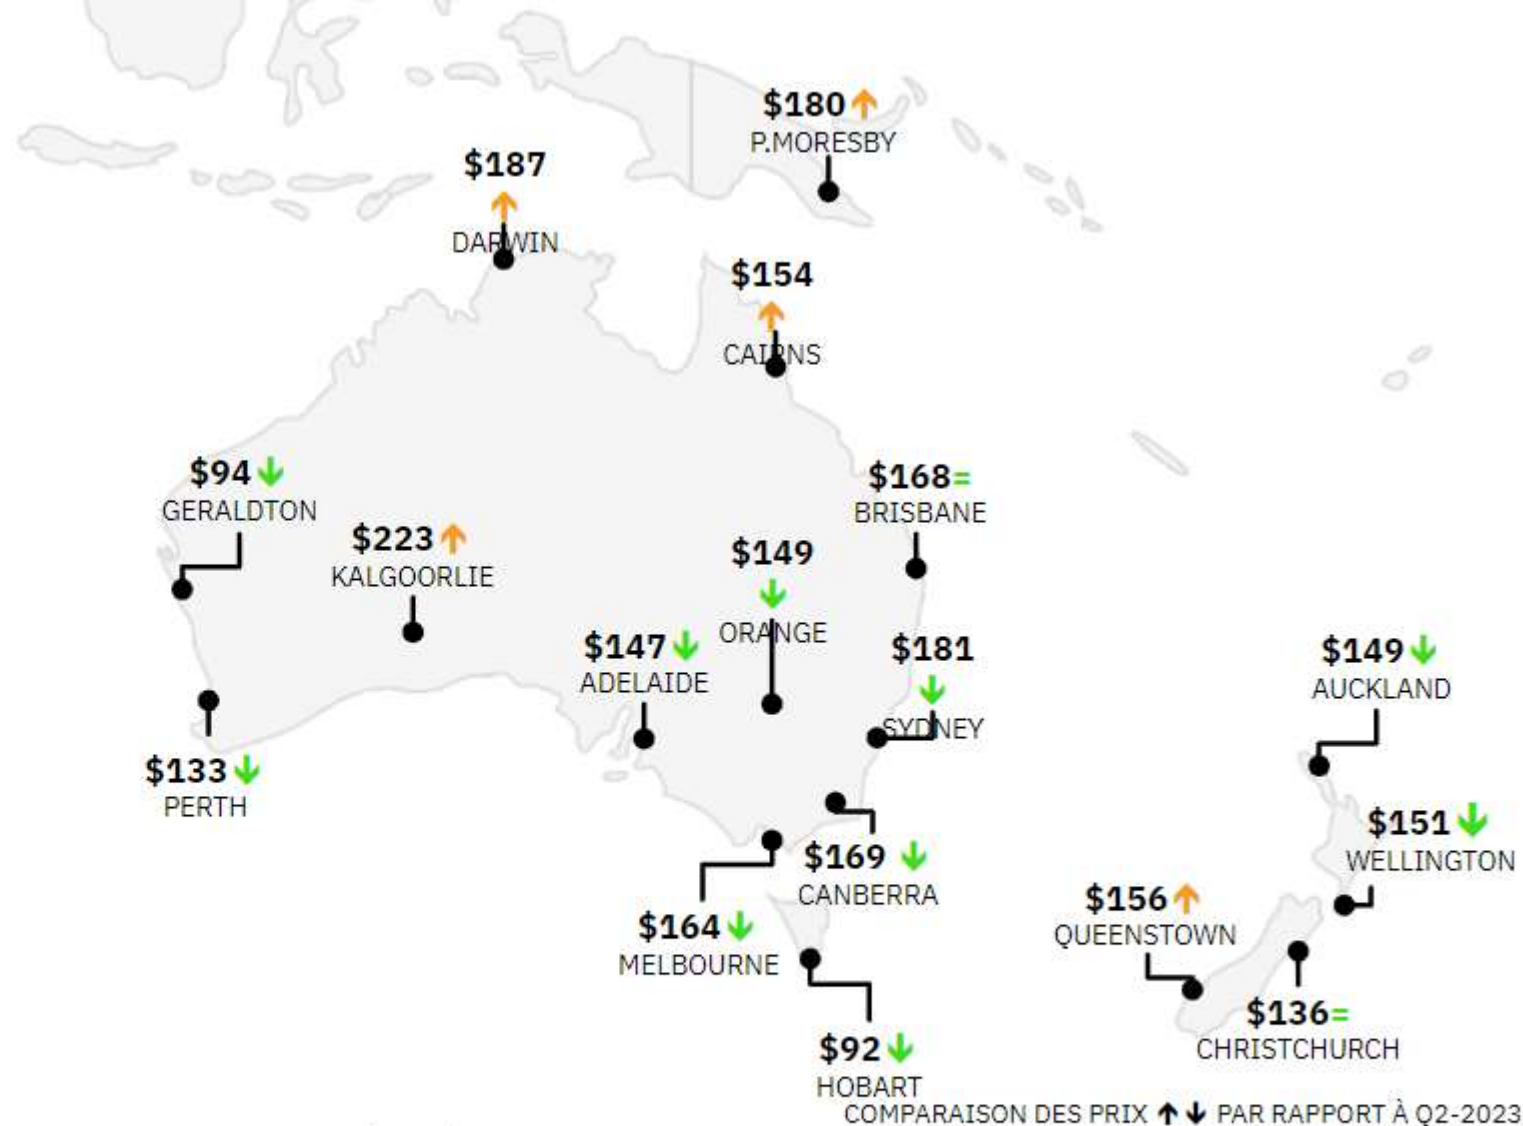 $180 ↑
P.MORESBY
$187
↑
DARWIN
$154
↑
CAIRNS
$94 ↓
GERALDTON
$223 ↑
KALGOORLIE
$168=
BRISBANE
$149
↓
ORANGE
$147 ↓
ADELAIDE
$181
↓
SYDNEY
$149 ↓
AUCKLAND
$133 ↓
PERTH
$151 ↓
WELLINGTON
$169 ↓
CANBERRA
$164 ↓
MELBOURNE
$156 ↑
QUEENSTOWN
$136=
CHRISTCHURCH
$92 ↓
HOBART
COMPARAISON DES PRIX ↑ ↓ PAR RAPPORT À Q2-2023